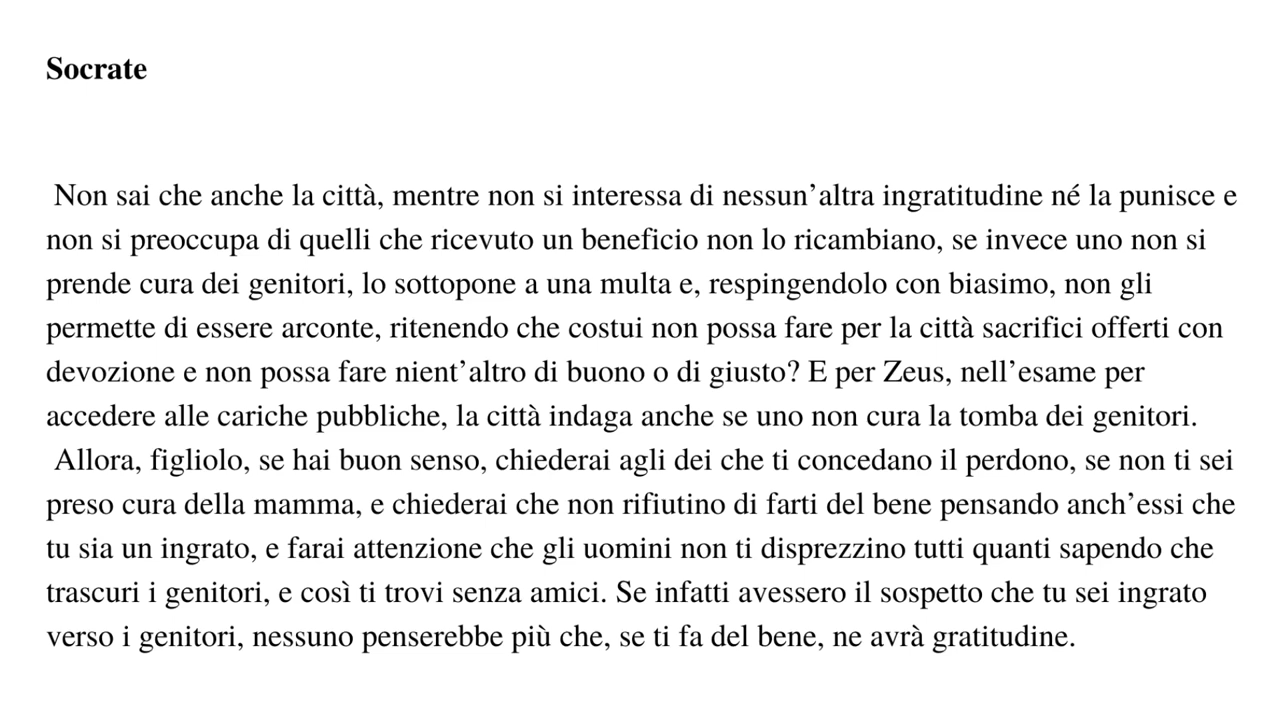 Socrate
Non sai che anche la città, mentre non si interessa di nessun’altra ingratitudine né la punisce e
non si preoccupa di quelli che ricevuto un beneficio non lo ricambiano, se invece uno non si
prende cura dei genitori, lo sottopone a una multa e, respingendolo con biasimo, non gli
permette di essere arconte, ritenendo che costui non possa fare per la città sacrifici offerti con
devozione e non possa fare nient’altro di buono o di giusto? E per Zeus, nell’esame per
accedere alle cariche pubbliche, la città indaga anche se uno non cura la tomba dei genitori.
Allora, figliolo, se hai buon senso, chiederai agli dei che ti concedano il perdono, se non ti sei
preso cura della mamma, e chiederai che non rifiutino di farti del bene pensando anch’essi che
tu sia un ingrato, e farai attenzione che gli uomini non ti disprezzino tutti quanti sapendo che
trascuri i genitori, e così ti trovi senza amici. Se infatti avessero il sospetto che tu sei ingrato
verso i genitori, nessuno penserebbe più che, se ti fa del bene, ne avrà gratitudine.